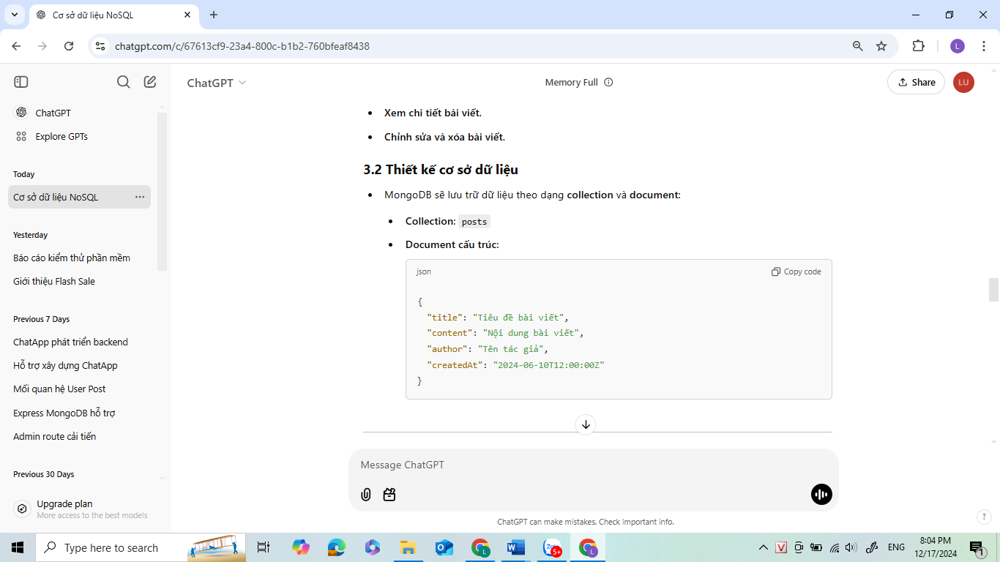 Cơ sở dữ liệu NoSQL
chatgpt.com/c/67613cf9-23a4-800c-b1b2-760bfeaf8438
L
ChatGPT
Explore GPTs
Today
Cơ sở dữ liệu NoSQL
Yesterday
Báo cáo kiểm thử phần mềm
Giới thiệu Flash Sale
Previous 7 Days
ChatApp phát triển backend
Hỗ trợ xây dựng ChatApp
Mối quan hệ User Post
Express MongoDB hỗ trợ
Admin route cải tiến
Previous 30 Days
Upgrade plan
More access to the best models
ChatGPT
Memory Full
Share
LU
Xem chi tiết bài viết.
Chỉnh sửa và xóa bài viết.
3.2 Thiết kế cơ sở dữ liệu
MongoDB sẽ lưu trữ dữ liệu theo dạng collection và document:
Collection: posts
Document cấu trúc:
json
Copy code
{
"title": "Tiêu đề bài viết",
"content": "Nội dung bài viết",
"author": "Tên tác giả",
"createdAt": "2024-06-10T12:00:00Z"
}
Message ChatGPT
ChatGPT can make mistakes. Check important info.
?
Type here to search
L
W
Zalo
5+
L
V
ENG
8:04 PM
12/17/2024
1